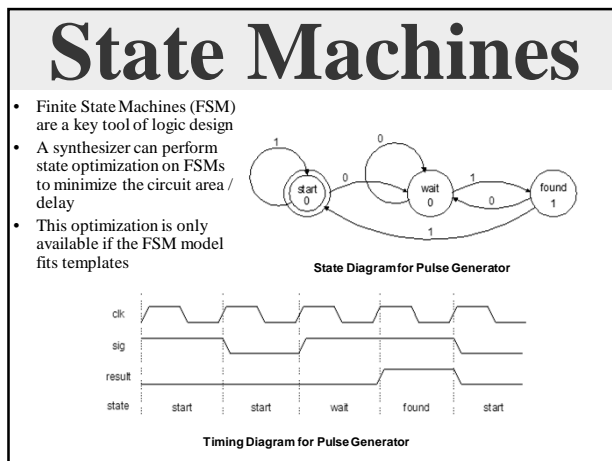 State Machines
• Finite State Machines (FSM)
are a key tool of logic design
• A synthesizer can perform
state optimization on FSMs
to minimize the circuit area /
delay
• This optimization is only
available if the FSM model
fits templates
1
0
start
0
0
wait
0
1
0
found
1
1
State Diagram for Pulse Generator
clk
sig
result
state start start wait found start
Timing Diagram for Pulse Generator